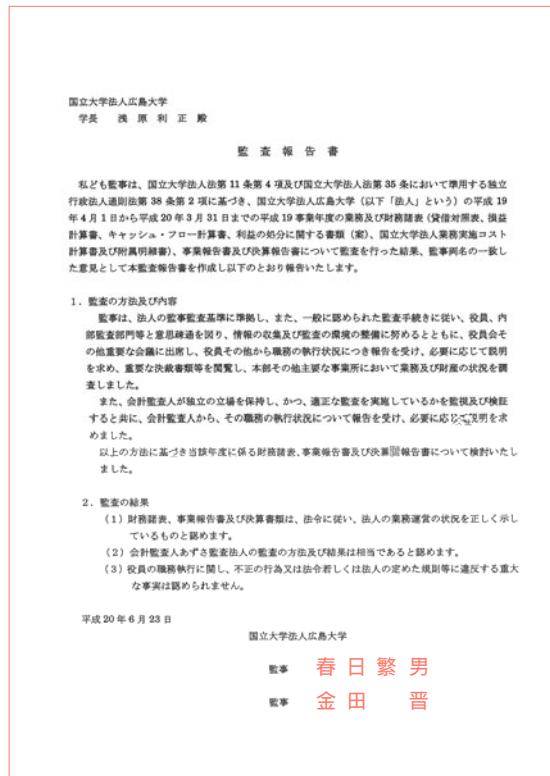 国立大学法人広島大学
学長 浅原利正 殿
監査報告書
私ども監事は、国立大学法人法第11条第4項及び国立大学法人法第35条において準用する独立
行政法人通則法第38条第2項に基づき、国立大学法人広島大学（以下「法人」という）の平成19
年4月1日から平成20年3月31日までの平成19事業年度の業務及び財務諸表（貸借対照表、損益
計算書、キャッシュ・フロー計算書、利益の処分に関する書類（案）、国立大学法人業務実施コスト
計算書及び附属明細書）、事業報告書及び決算報告書について監査を行った結果、監事両名の一致し
た意見として本監査報告書を作成し以下のとおり報告いたします。
1．監査の方法及び内容
監事は、法人の監事監査基準に準拠し、また、一般に認められた監査手続きに従い、役員、内
部監査部門等と意思疎通を図り、情報の収集及び監査の環境の整備に努めるとともに、役員会そ
の他重要な会議に出席し、役員その他から職務の執行状況につき報告を受け、必要に応じて説明
を求め、重要な決裁書類等を閲覧し、本部その他主要な事業所において業務及び財産の状況を調
査しました。
また、会計監査人が独立の立場を保持し、かつ、適正な監査を実施しているかを監視及び検証
すると共に、会計監査人から、その職務の執行状況について報告を受け、必要に応じて説明を求
めました。
以上の方法に基づき当該年度に係る財務諸表、事業報告書及び決算報告書について検討いたし
ました。
2．監査の結果
（1）財務諸表、事業報告書及び決算書類は、法令に従い、法人の業務運営の状況を正しく示し
ているものと認めます。
（2）会計監査人あずさ監査法人の監査の方法及び結果は相当であると認めます。
（3）役員の職務執行に関し、不正の行為又は法令若しくは法人の定めた規則等に違反する重大
な事実は認められません。
平成20年6月23日
国立大学法人広島大学
監事 春日繁男
監事 金田 晋